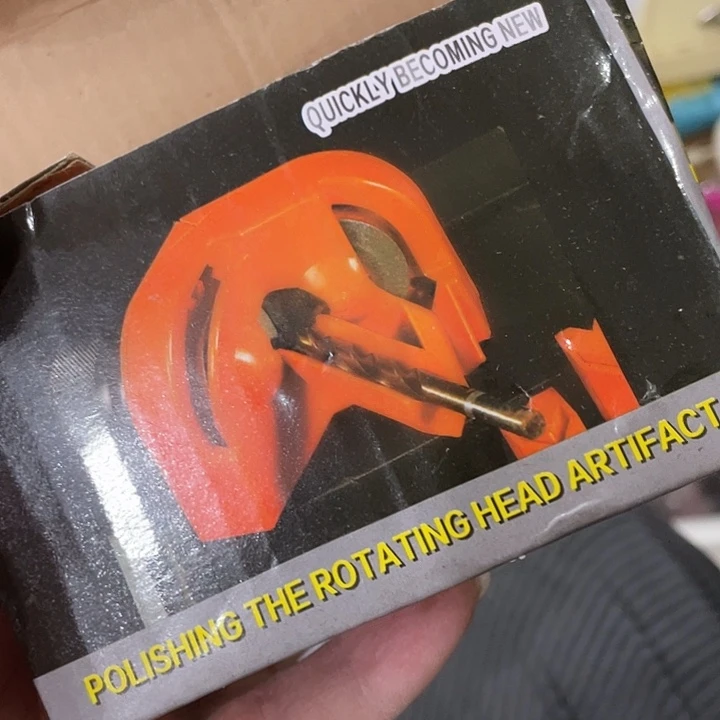 QUICKLY BECOMING NEW
POLISHING THE ROTATING HEAD ARTIFACT